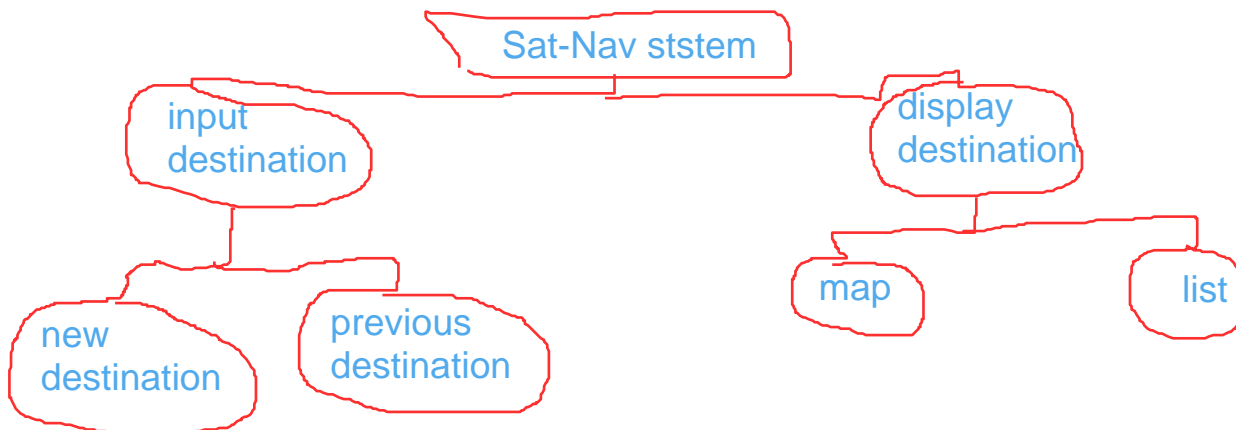 Sat-Nav ststem
input
destination
display
destination
new
destination
previous
destination
map
list